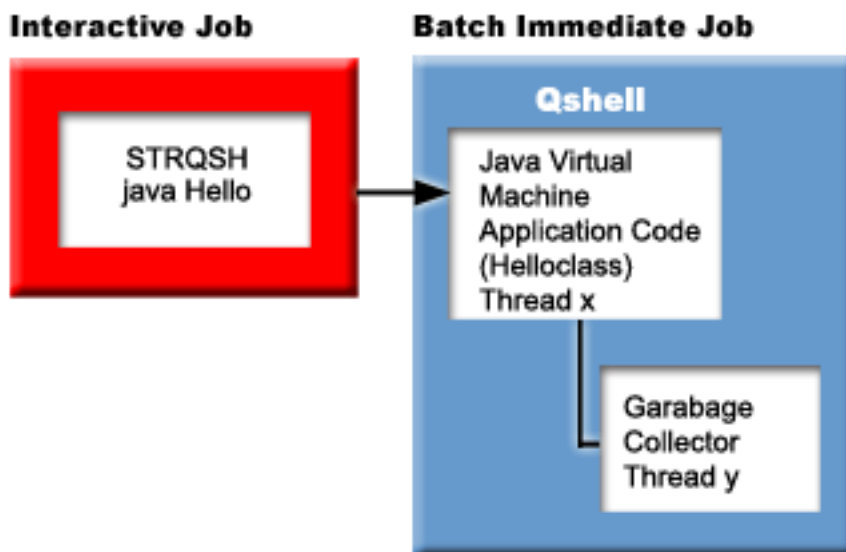 Interactive Job
STRQSH
java Hello
Batch Immediate Job
Qshell
Java Virtual
Machine
Application Code
(Helloclass)
Thread x
Garabage
Collector
Thread y